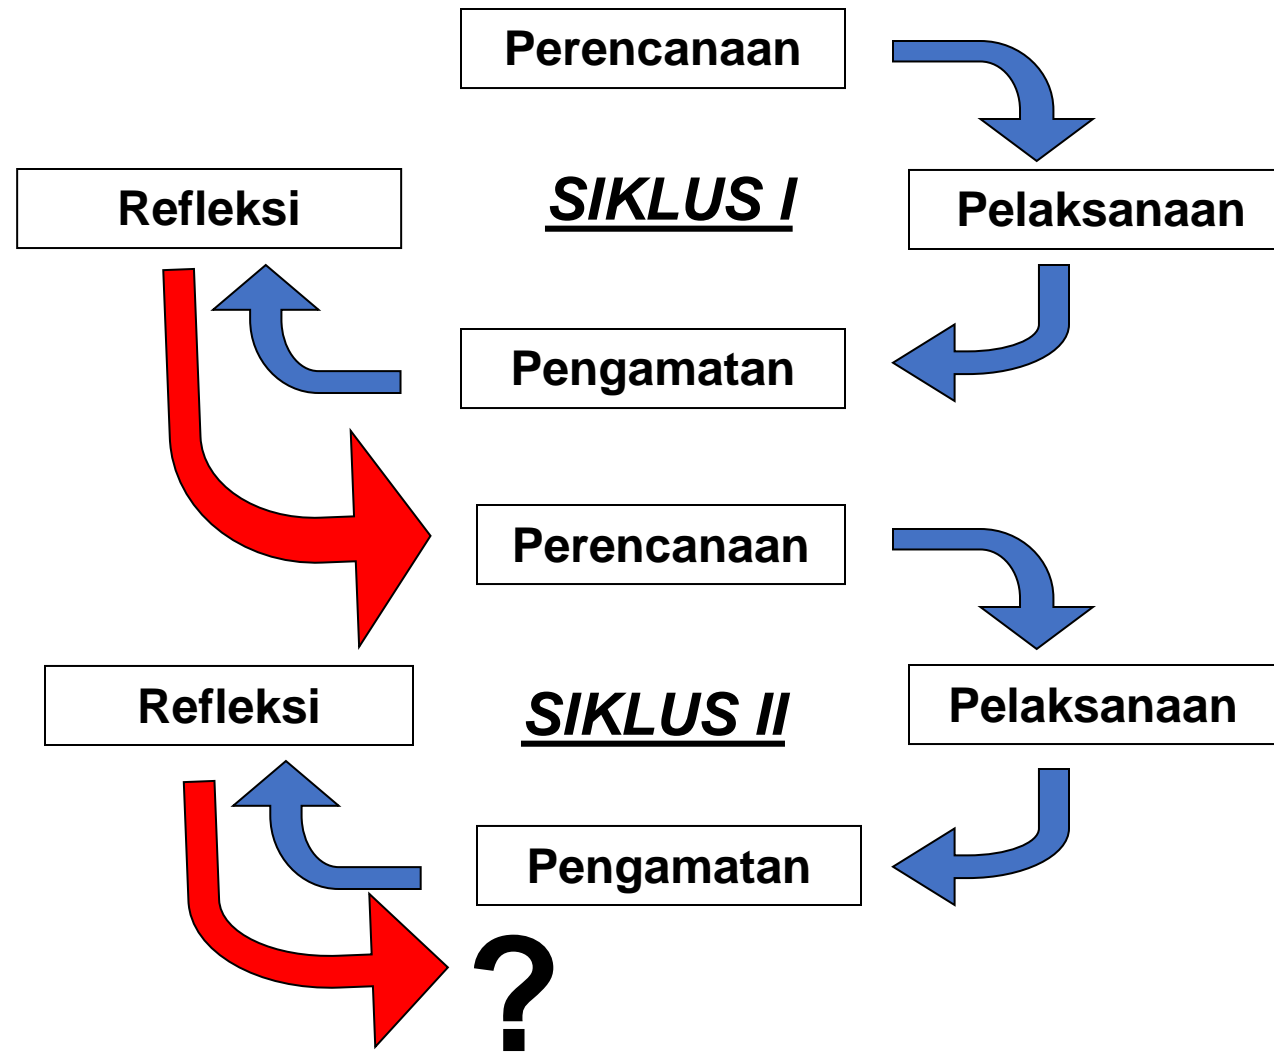 Perencanaan
Refleksi
SIKLUS I
Pelaksanaan
Pengamatan
Perencanaan
Refleksi
SIKLUS II
Pelaksanaan
Pengamatan
?